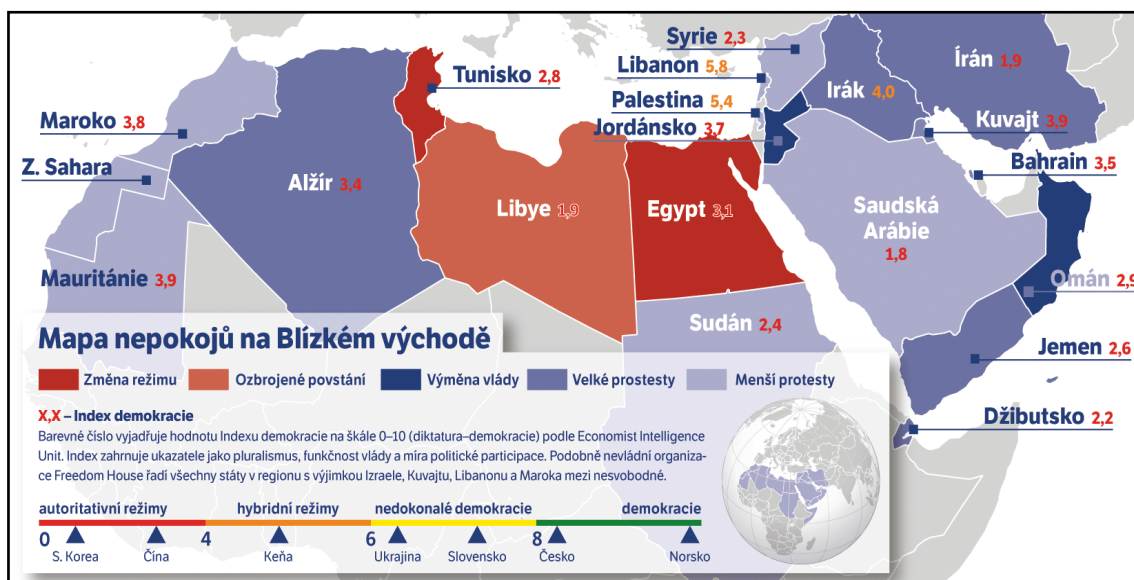 Syrie 2,3
Libanon 5,8
Palestina 5,4
Jordánsko 3,7
Írán 1,9
Irák 4,0
Kuvajt 3,9
Bahrain 3,5
Tunisko 2,8
Maroko 3,8
Z. Sahara
Alžír 3,4
Libye 1,9
Egypt 3,1
Saudská
Arábie
1,8
Mauritánie 3,9
Omán 2,9
Sudán 2,4
Jemen 2,6
Džibutsko 2,2
Mapa nepokojů na Blízkém východě
Změna režimu
Ozbrojené povstání
Výměna vlády
Velké prostesty
Menší protesty
X,X – Index demokracie
Barevné číslo vyjadřuje hodnotu Indexu demokracie na škále 0–10 (diktatura–demokracie) podle Economist Intelligence
Unit. Index zahrnuje ukazatele jako pluralismus, funkčnost vlády a míra politické participace. Podobně nevládní organiza-
ce Freedom House řadí všechny státy v regionu s výjimkou Izraele, Kuvajtu, Libanonu a Maroka mezi nesvobodné.
autoritativní režimy hybridní režimy nedokonalé demokracie demokracie
0 4 6 8
S. Korea Čína Keňa Ukrajina Slovensko Česko Norsko